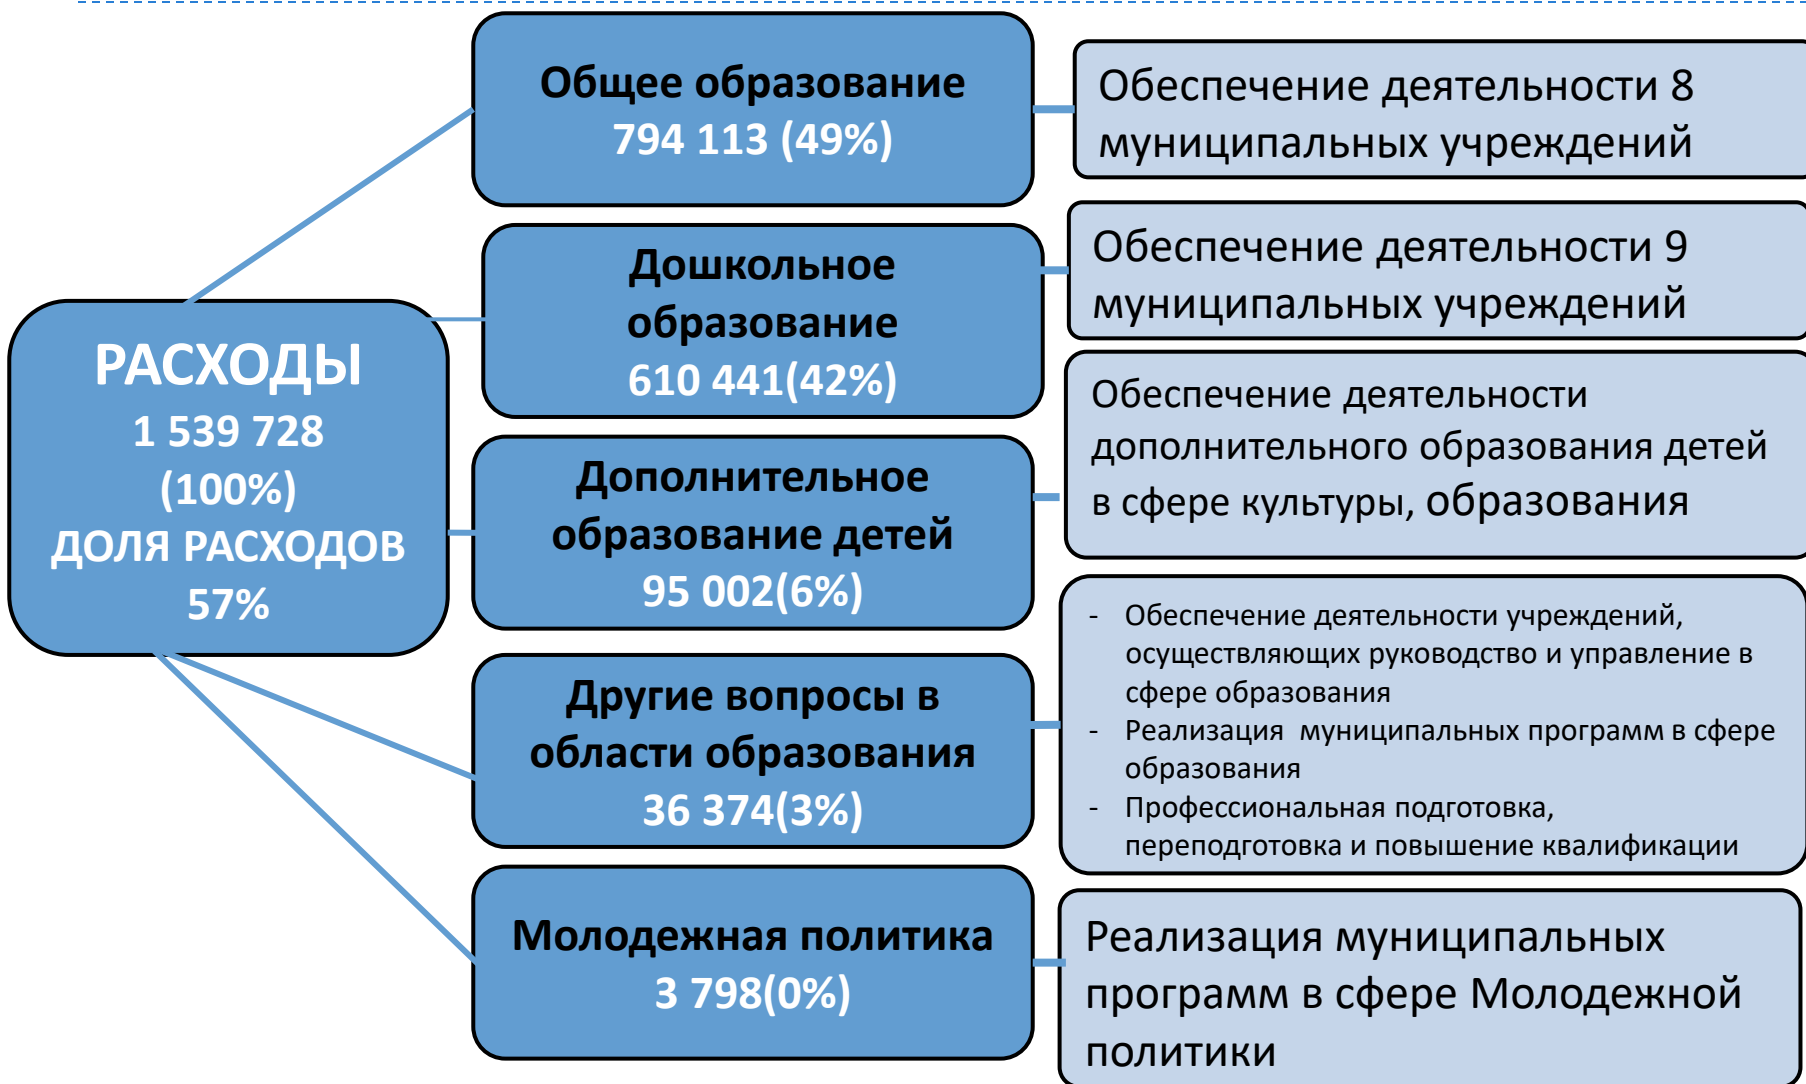 РАСХОДЫ
1 539 728
(100%)
ДОЛЯ РАСХОДОВ
57%
Общее образование
794 113 (49%)
Обеспечение деятельности 8
муниципальных учреждений
Дошкольное
образование
610 441(42%)
Обеспечение деятельности 9
муниципальных учреждений
Дополнительное
образование детей
95 002(6%)
Обеспечение деятельности
дополнительного образования детей
в сфере культуры, образования
Другие вопросы в
области образования
36 374(3%)
- Обеспечение деятельности учреждений,
осуществляющих руководство и управление в
сфере образования
- Реализация муниципальных программ в сфере
образования
- Профессиональная подготовка,
переподготовка и повышение квалификации
Молодежная политика
3 798(0%)
Реализация муниципальных
программ в сфере Молодежной
политики